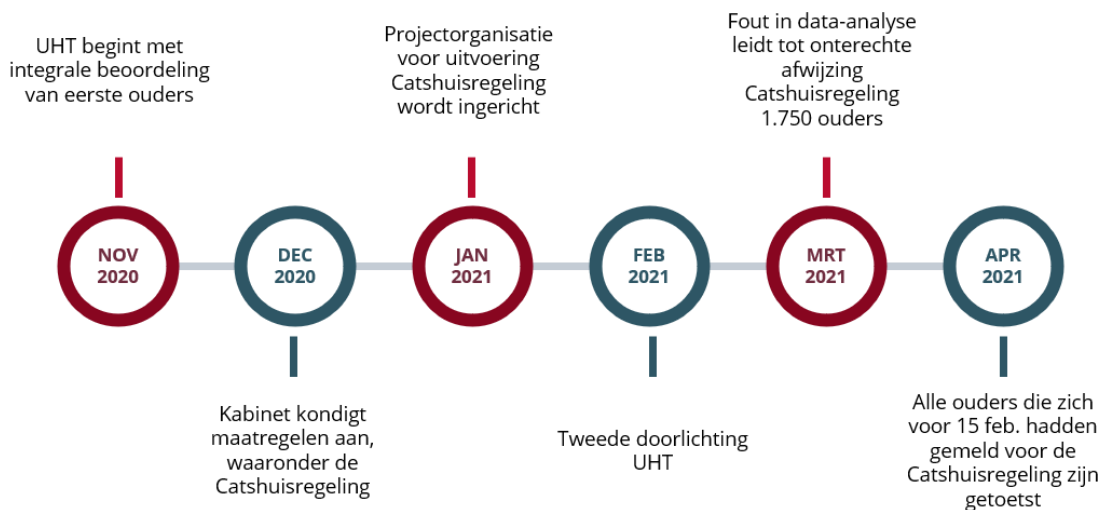 UHT begint met
integrale beoordeling
van eerste ouders
NOV
2020
Kabinet kondigt
maatregelen aan,
waaronder de
Catshuisregeling
DEC
2020
Projectorganisatie
voor uitvoering
Catshuisregeling
wordt ingericht
JAN
2021
Tweede doorlichting
UHT
FEB
2021
Fout in data-analyse
leidt tot onterechte
afwijzing
Catshuisregeling
1.750 ouders
MRT
2021
Alle ouders die zich
voor 15 feb. hadden
gemeld voor de
Catshuisregeling zijn
getoetst
APR
2021